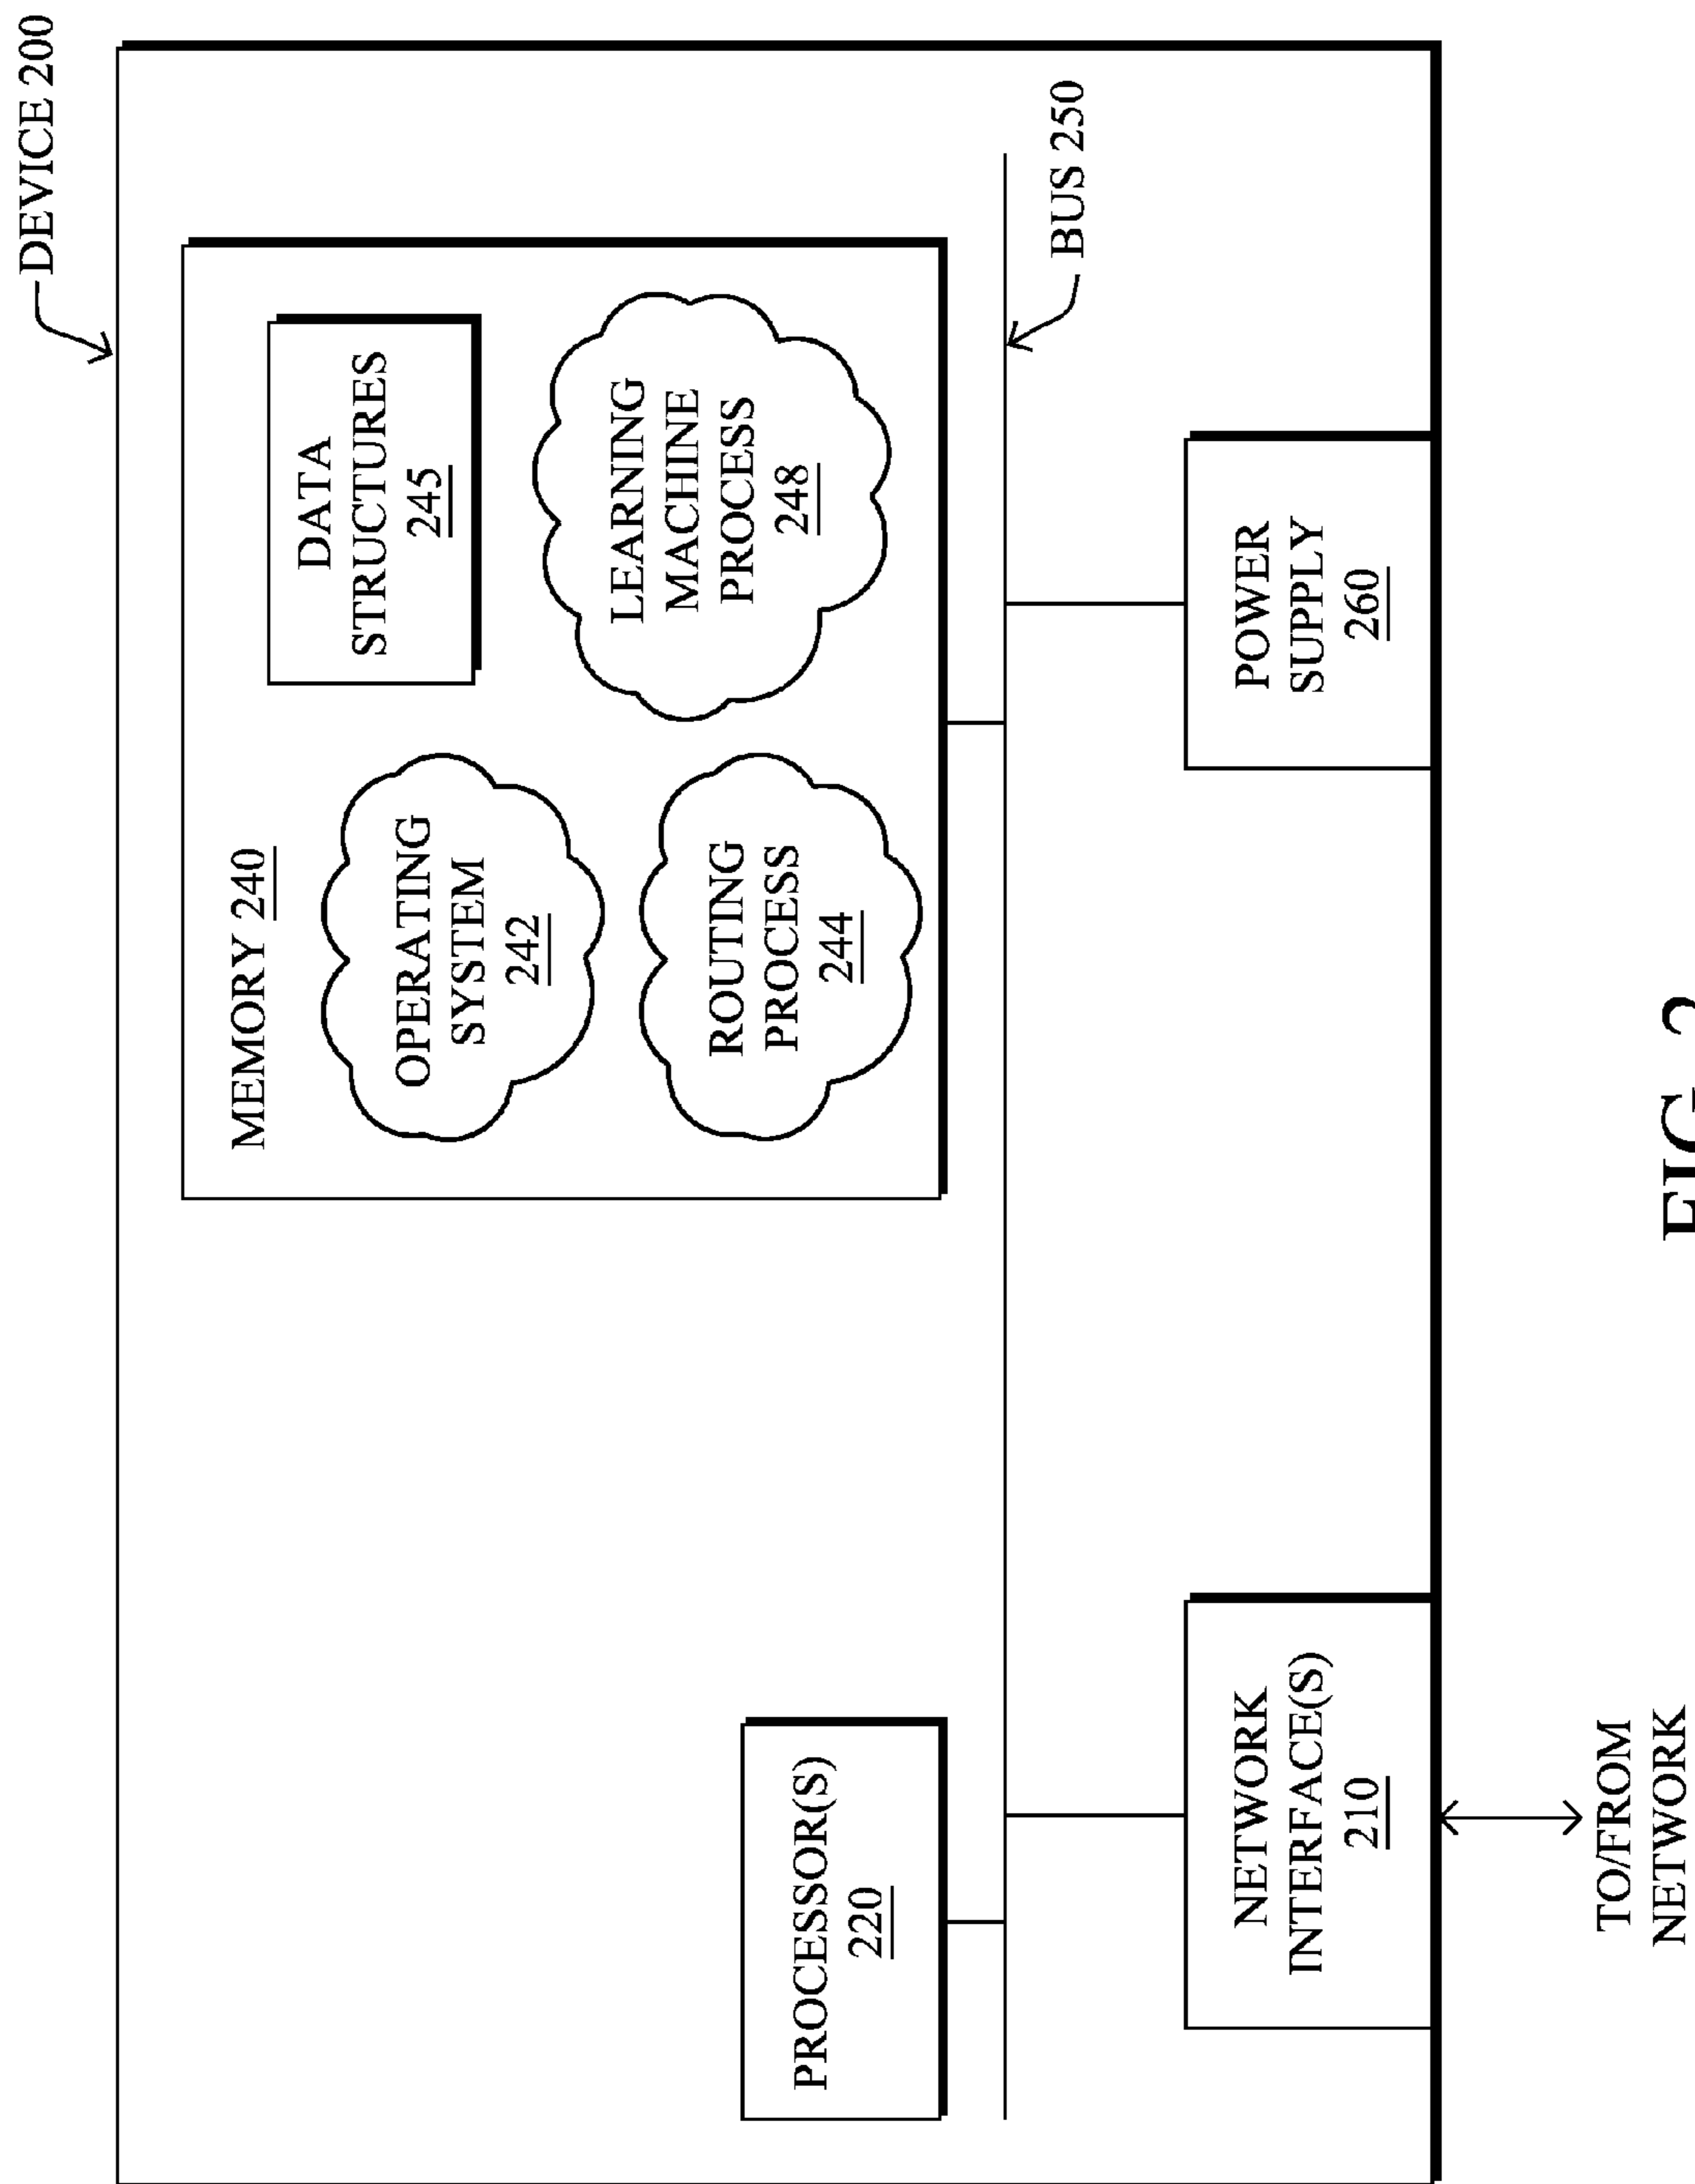 DEVICE 200
MEMORY 240
OPERATING
SYSTEM
242
DATA
STRUCTURES
245
ROUTING
PROCESS
244
LEARNING
MACHINE
PROCESS
248
PROCESSOR(S)
220
BUS 250
NETWORK
INTERFACE(S)
210
POWER
SUPPLY
260
TO/FROM
NETWORK